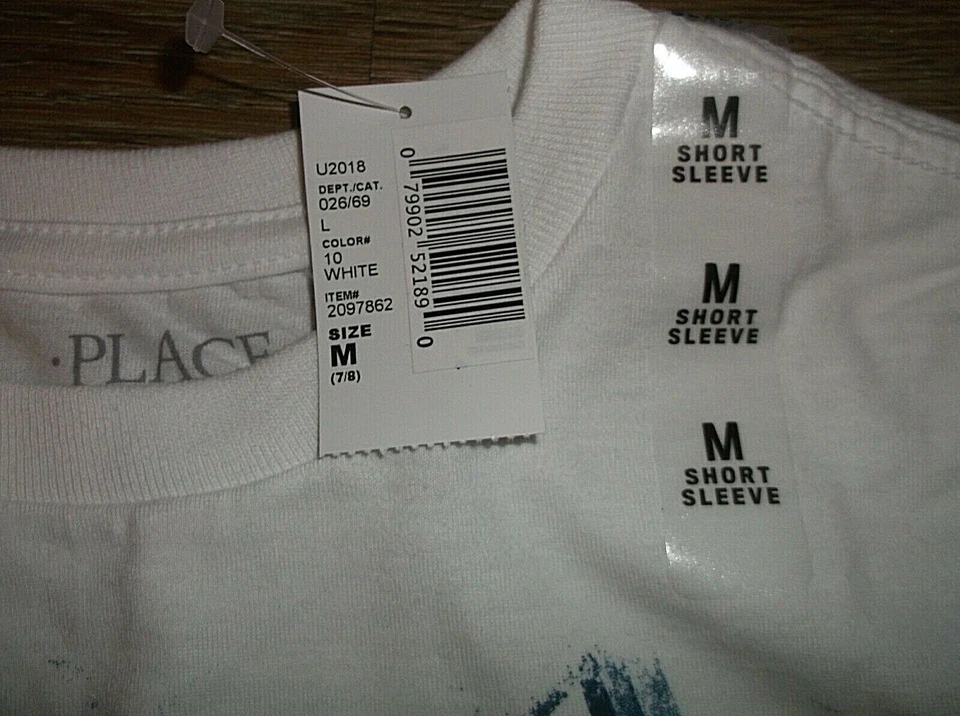 U2018
DEPT./CAT.
026/69
L
COLOR#
10
WHITE
ITEM#
2097862
SIZE
M
(7/8)
0 79902 52189 0
·PLACE
M
SHORT
SLEEVE
M
SHORT
SLEEVE
M
SHORT
SLEEVE